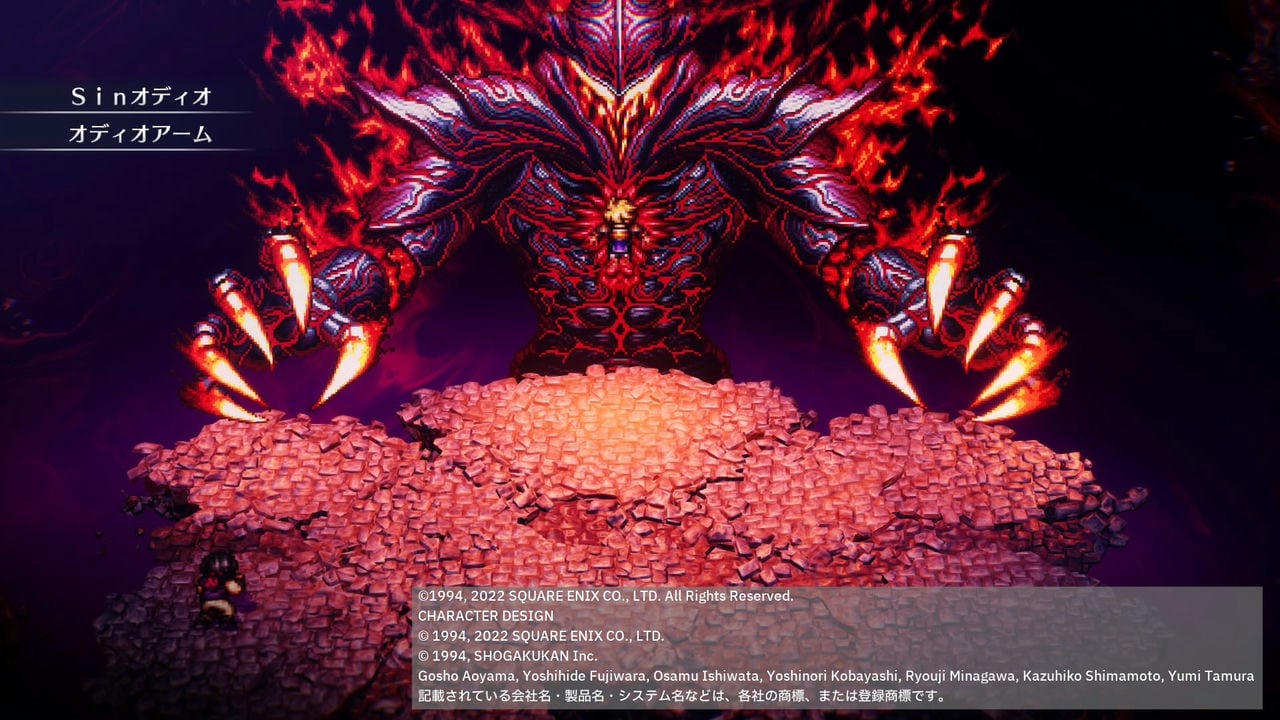 Ｓｉｎオディオ
オディオアーム
©1994, 2022 SQUARE ENIX CO., LTD. All Rights Reserved.
CHARACTER DESIGN
© 1994, 2022 SQUARE ENIX CO., LTD.
© 1994, SHOGAKUKAN Inc.
Gosho Aoyama, Yoshihide Fujiwara, Osamu Ishiwata, Yoshinori Kobayashi, Ryouji Minagawa, Kazuhiko Shimamoto, Yumi Tamura
記載されている会社名・製品名・システム名などは、各社の商標、または登録商標です。